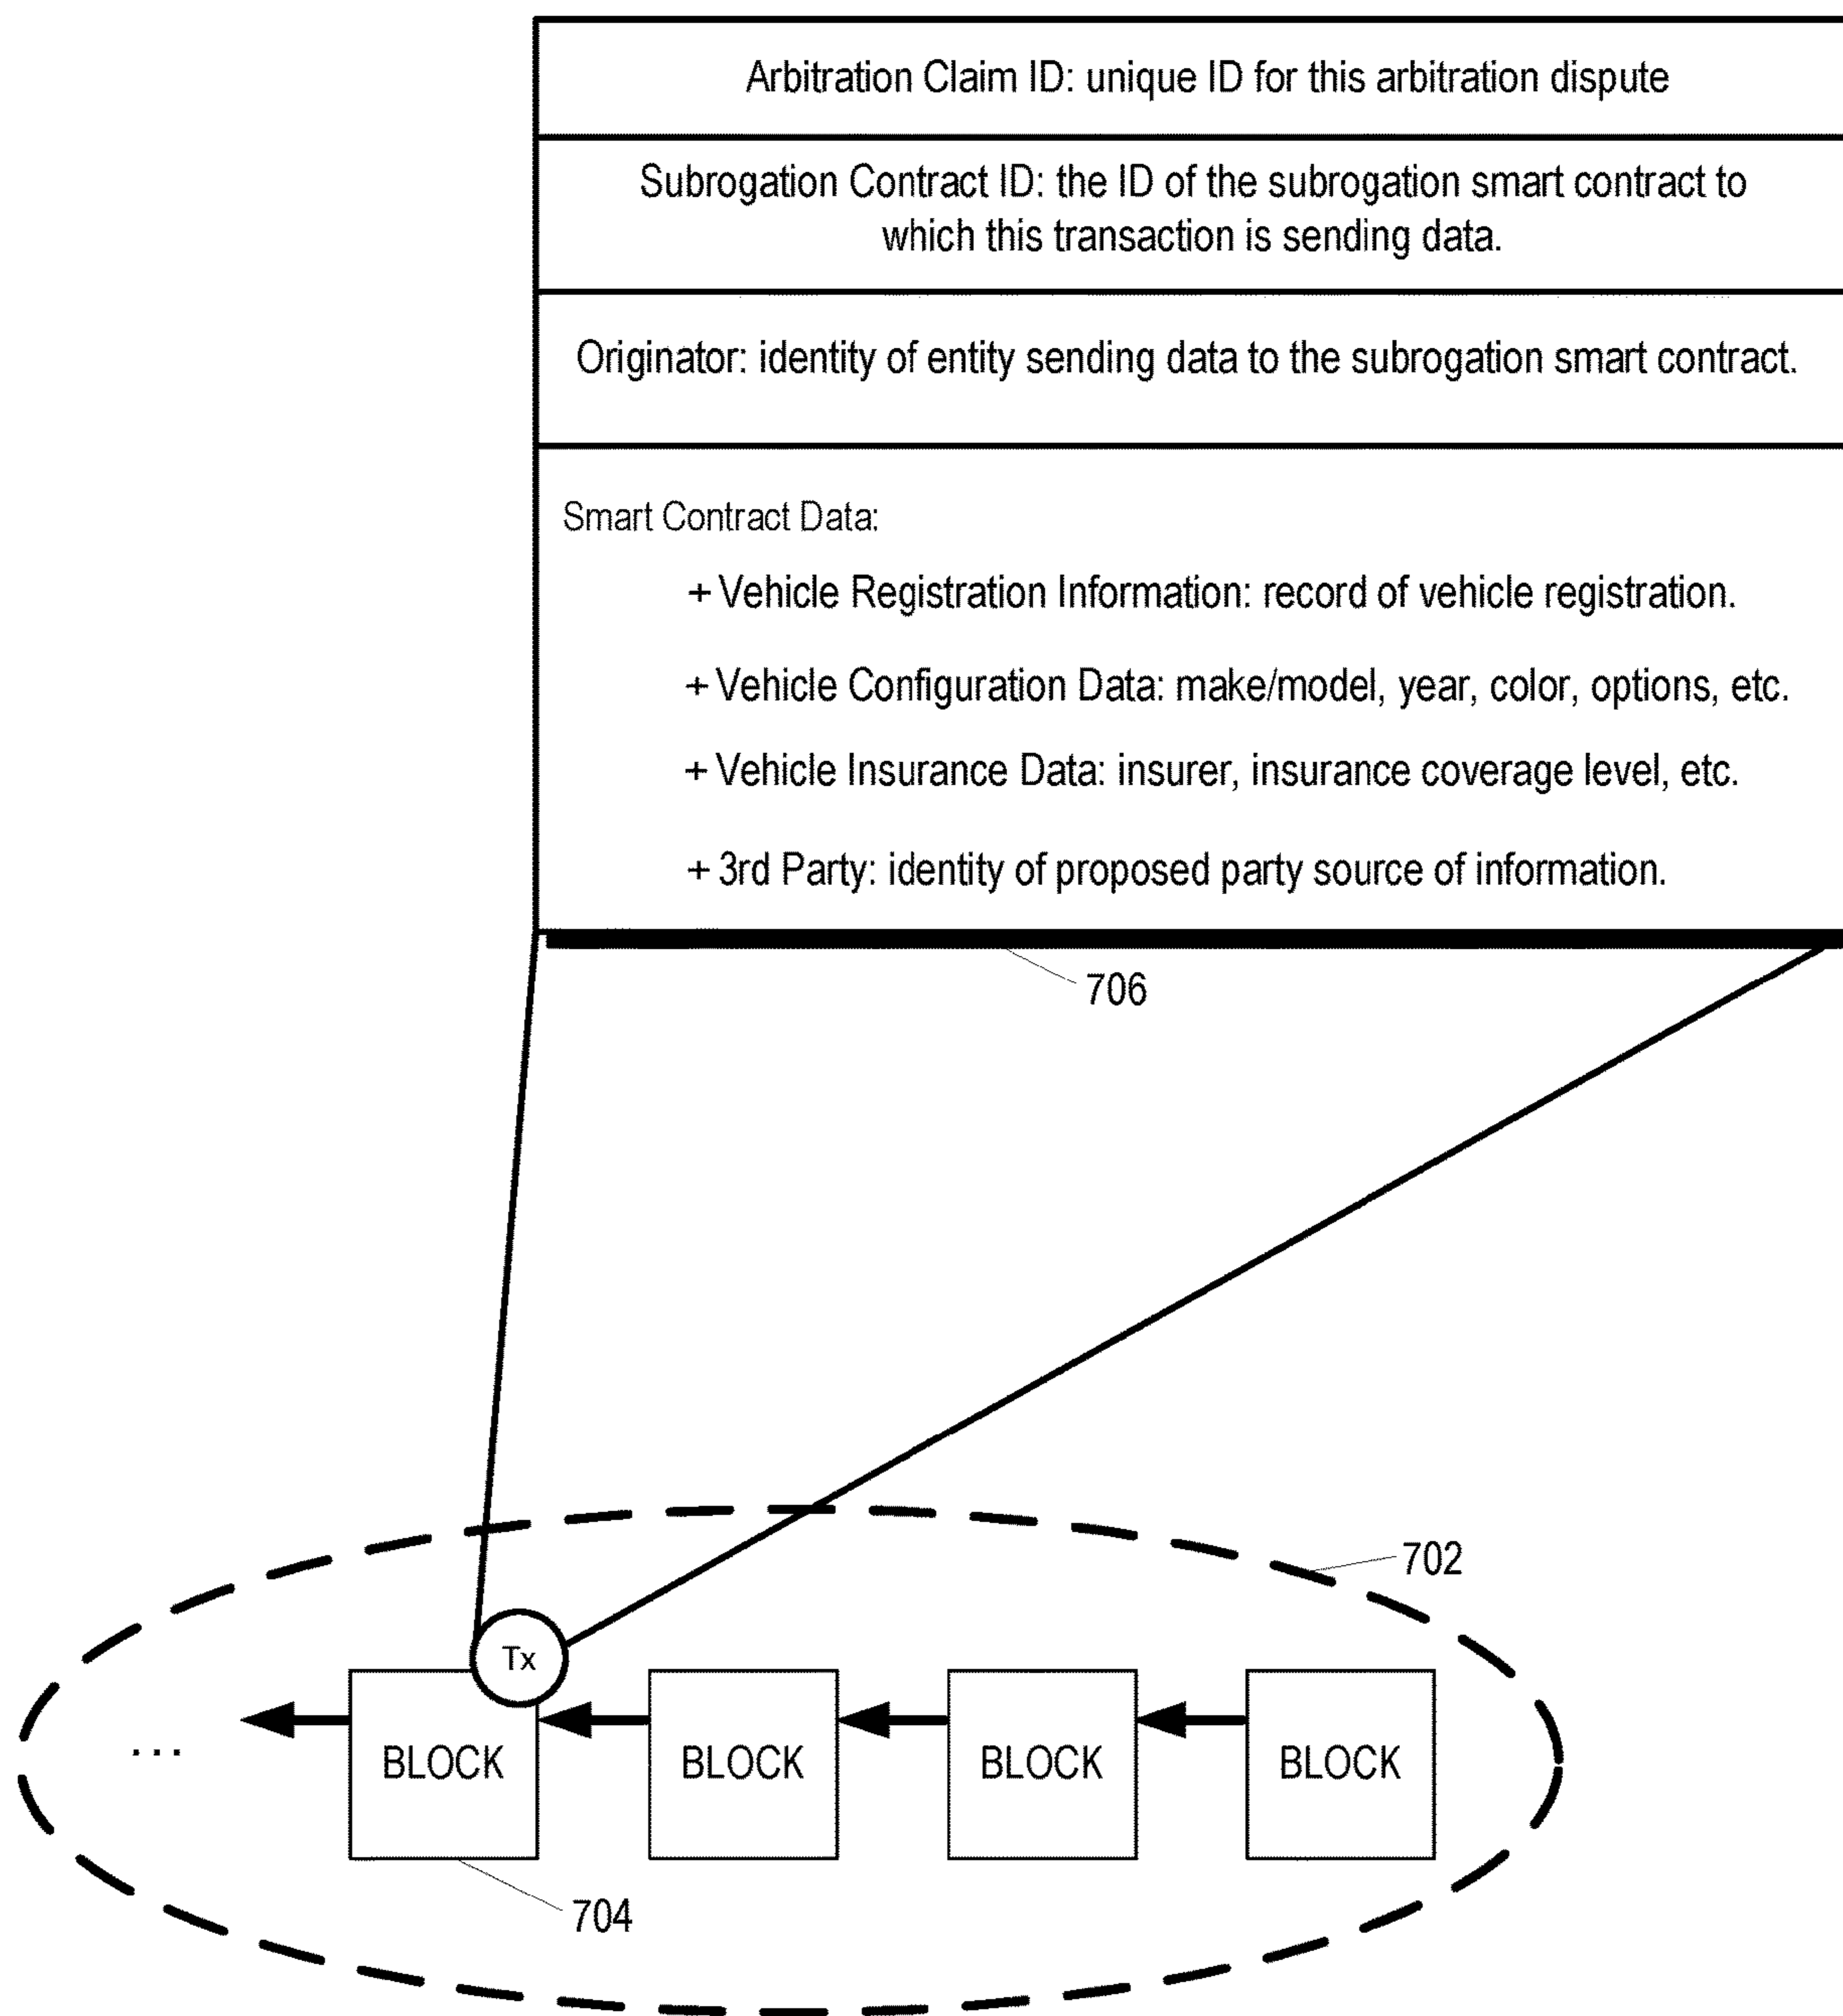 Arbitration Claim ID: unique ID for this arbitration dispute
Subrogation Contract ID: the ID of the subrogation smart contract to
which this transaction is sending data.
Originator: identity of entity sending data to the subrogation smart contract.
Smart Contract Data:
+ Vehicle Registration Information: record of vehicle registration.
+ Vehicle Configuration Data: make/model, year, color, options, etc.
+ Vehicle Insurance Data: insurer, insurance coverage level, etc.
+ 3rd Party: identity of proposed party source of information.
706
702
Tx
... BLOCK BLOCK BLOCK BLOCK
704